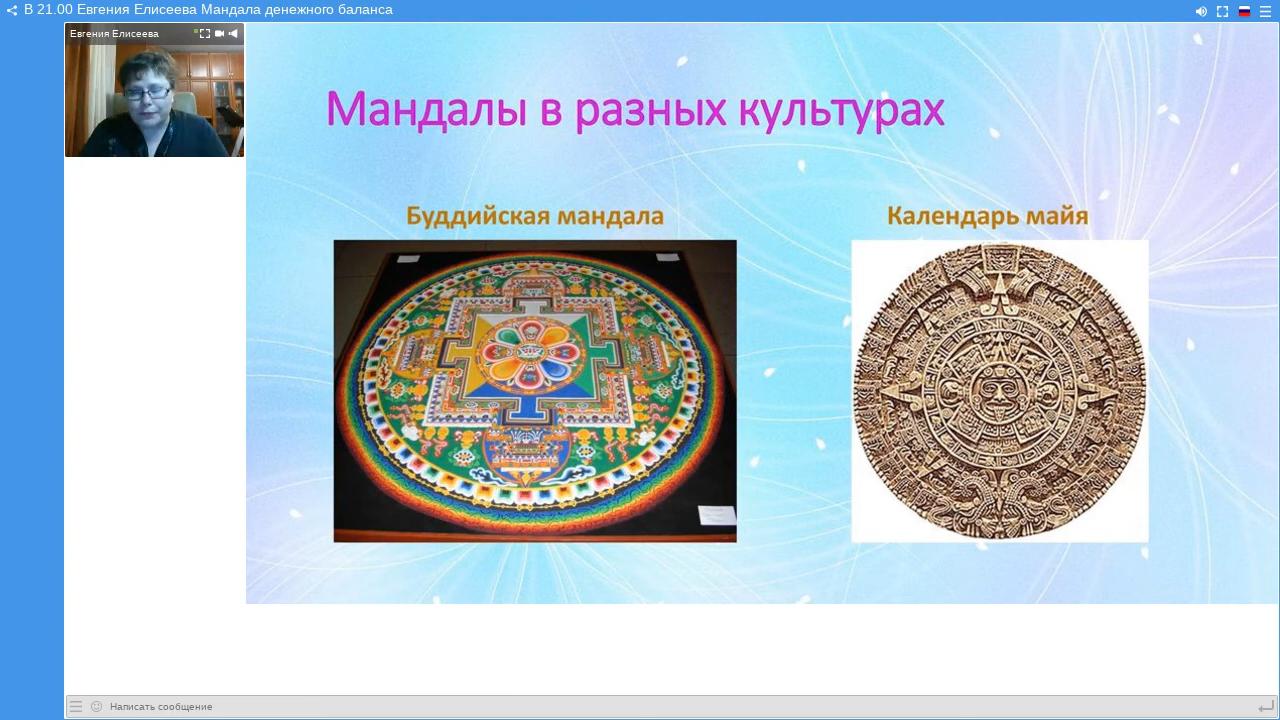 В 21.00 Евгения Елисеева Мандала денежного баланса
Евгения Елисеева
Мандалы в разных культурах
Буддийская мандала
Календарь майя
Написать сообщение